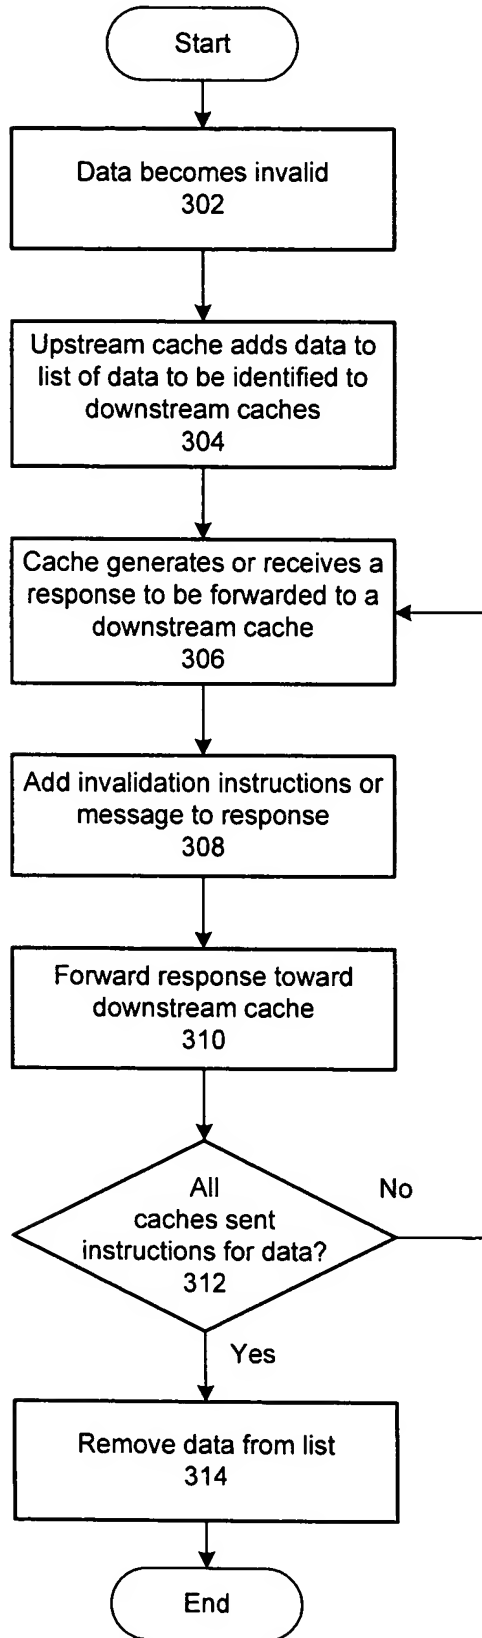 Start
Data becomes invalid
302
Upstream cache adds data to
list of data to be identified to
downstream caches
304
Cache generates or receives a
response to be forwarded to a
downstream cache
306
Add invalidation instructions or
message to response
308
Forward response toward
downstream cache
310
All
caches sent
instructions for data?
312
No
Yes
Remove data from list
314
End